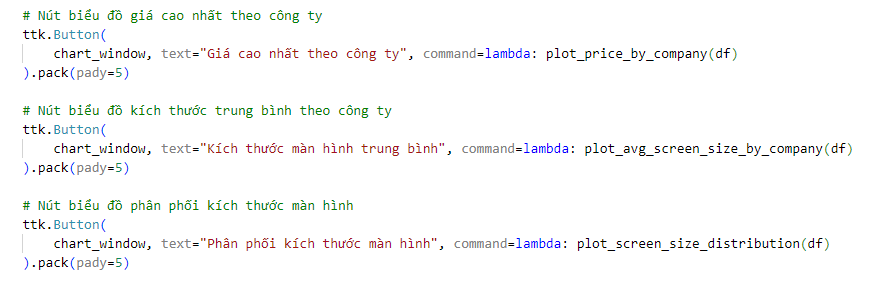 # Nút biểu đồ giá cao nhất theo công ty
ttk.Button(
    chart_window, text="Giá cao nhất theo công ty", command=lambda: plot_price_by_company(df)
).pack(pady=5)

# Nút biểu đồ kích thước trung bình theo công ty
ttk.Button(
    chart_window, text="Kích thước màn hình trung bình", command=lambda: plot_avg_screen_size_by_company(df)
).pack(pady=5)

# Nút biểu đồ phân phối kích thước màn hình
ttk.Button(
    chart_window, text="Phân phối kích thước màn hình", command=lambda: plot_screen_size_distribution(df)
).pack(pady=5)